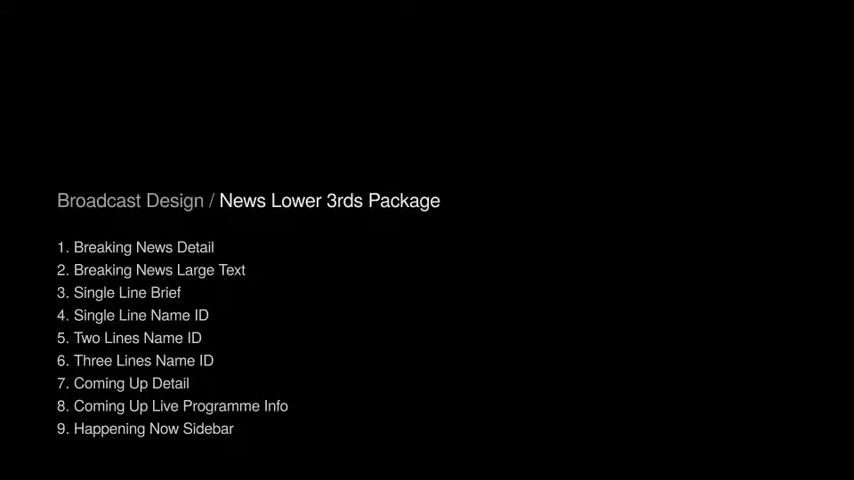 Broadcast Design / News Lower 3rds Package
1. Breaking News Detail
2. Breaking News Large Text
3. Single Line Brief
4. Single Line Name ID
5. Two Lines Name ID
6. Three Lines Name ID
7. Coming Up Detail
8. Coming Up Live Programme Info
9. Happening Now Sidebar